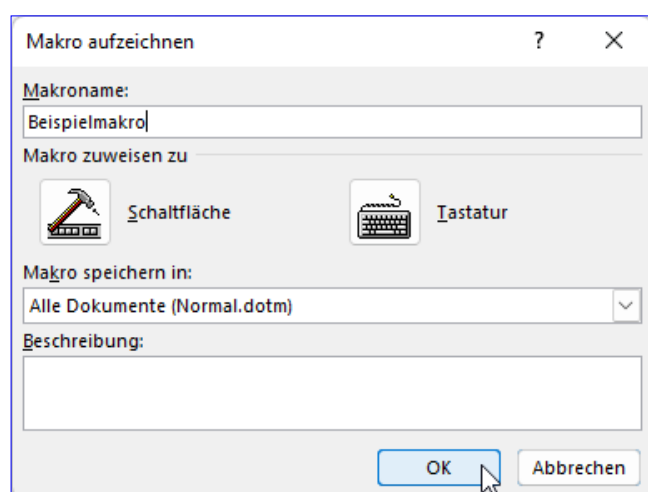 Makro aufzeichnen ? ✕
Makroname:
Beispielmakro
Makro zuweisen zu
Schaltfläche Tastatur
Makro speichern in:
Alle Dokumente (Normal.dotm)
Beschreibung:
OK Abbrechen